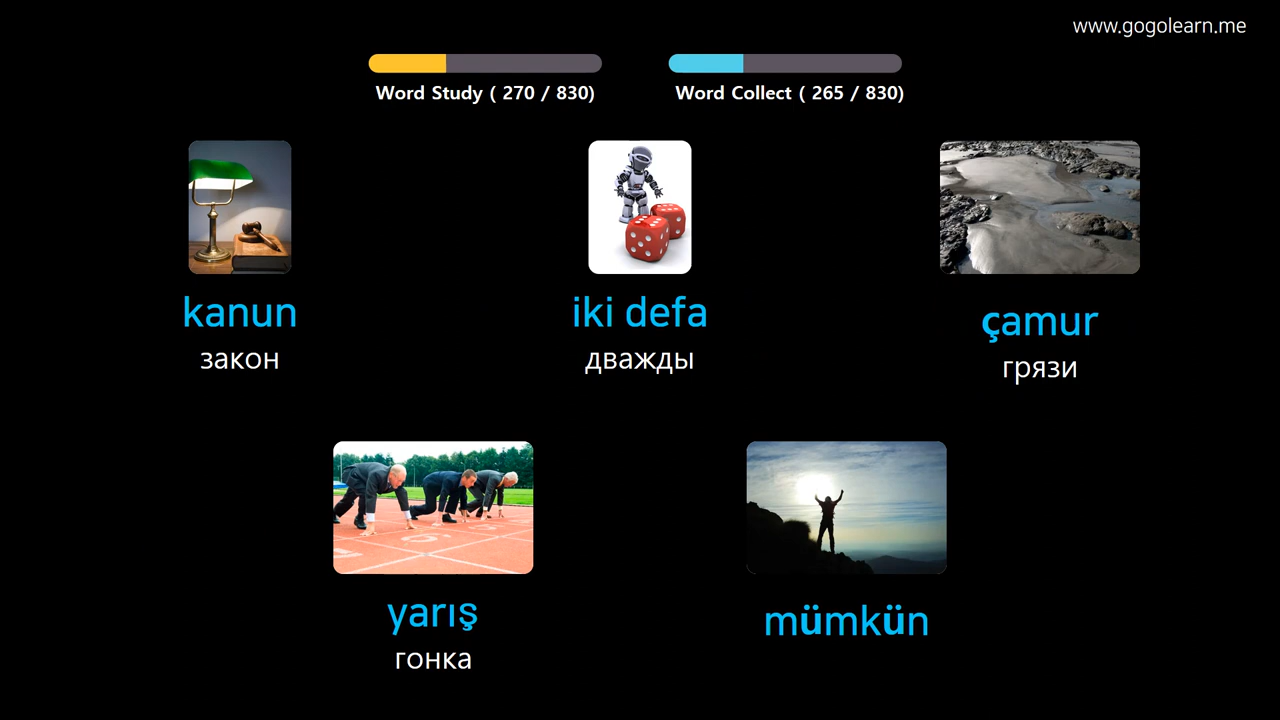 www.gogolearn.me
Word Study ( 270 / 830)
Word Collect ( 265 / 830)
kanun
закон
iki defa
дважды
çamur
грязи
yarış
гонка
mümkün